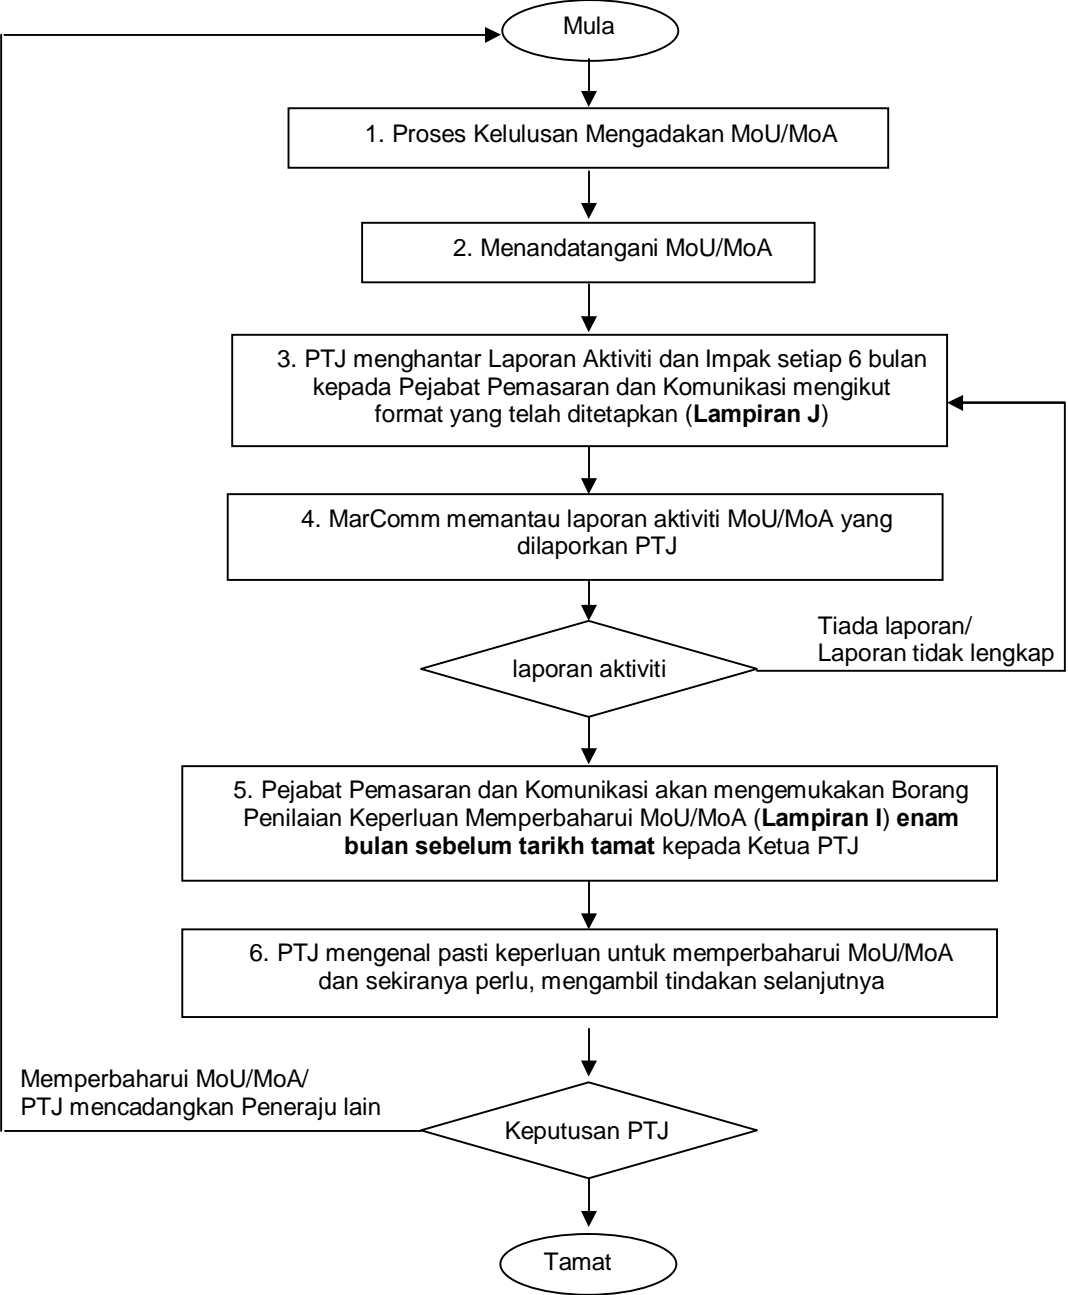 Mula
1. Proses Kelulusan Mengadakan MoU/MoA
2. Menandatangani MoU/MoA
3. PTJ menghantar Laporan Aktiviti dan Impak setiap 6 bulan
kepada Pejabat Pemasaran dan Komunikasi mengikut
format yang telah ditetapkan (Lampiran J)
4. MarComm memantau laporan aktiviti MoU/MoA yang
dilaporkan PTJ
Tiada laporan/
Laporan tidak lengkap
laporan aktiviti
5. Pejabat Pemasaran dan Komunikasi akan mengemukakan Borang
Penilaian Keperluan Memperbaharui MoU/MoA (Lampiran I) enam
bulan sebelum tarikh tamat kepada Ketua PTJ
6. PTJ mengenal pasti keperluan untuk memperbaharui MoU/MoA
dan sekiranya perlu, mengambil tindakan selanjutnya
Memperbaharui MoU/MoA/
PTJ mencadangkan Peneraju lain
Keputusan PTJ
Tamat